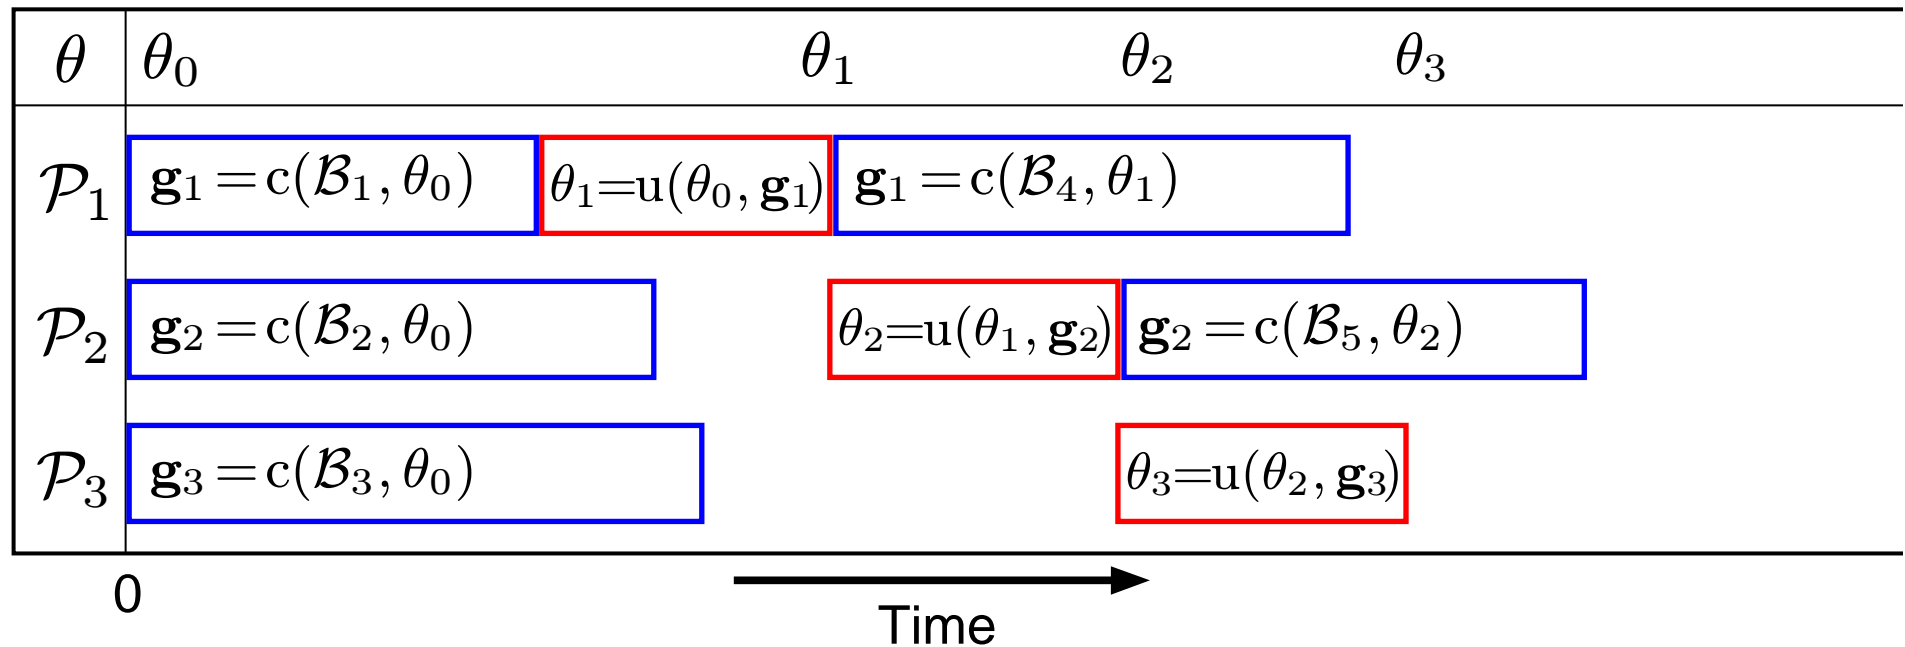 θ θ₀ θ₁ θ₂ θ₃
𝒫₁ g₁ = c(ℬ₁, θ₀) θ₁=u(θ₀, g₁) g₁ = c(ℬ₄, θ₁)
𝒫₂ g₂ = c(ℬ₂, θ₀) θ₂=u(θ₁, g₂) g₂ = c(ℬ₅, θ₂)
𝒫₃ g₃ = c(ℬ₃, θ₀) θ₃=u(θ₂, g₃)
0
Time